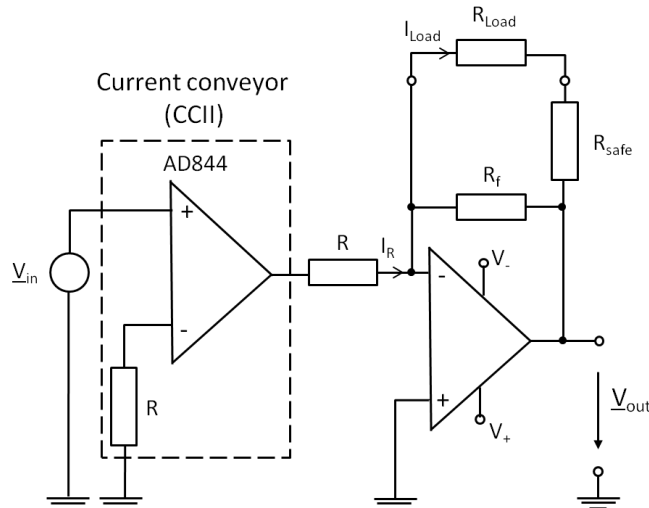 R_Load
I_Load
Current conveyor
(CCII)
AD844
R_safe
R_f
+
R
I_R
V_in
-
V_-
-
R
+
V_+
V_out